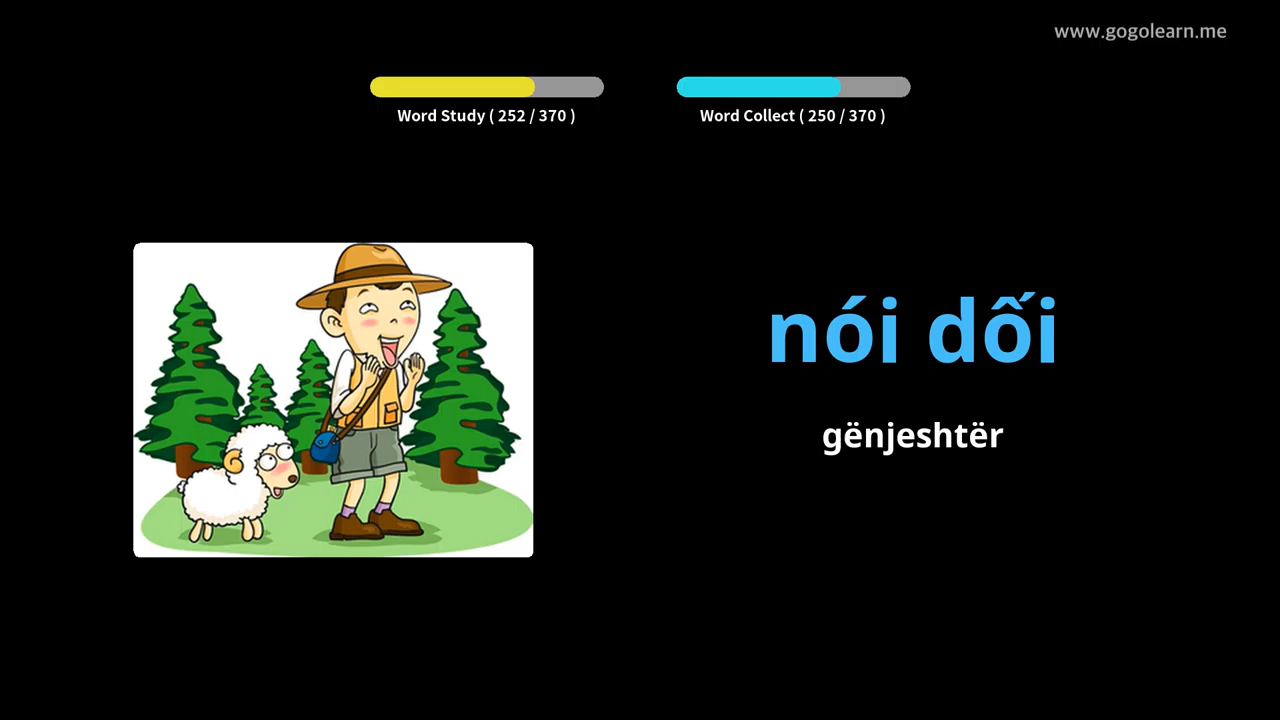 www.gogolearn.me
Word Study ( 252 / 370 )
Word Collect ( 250 / 370 )
nói dối
gënjeshtër